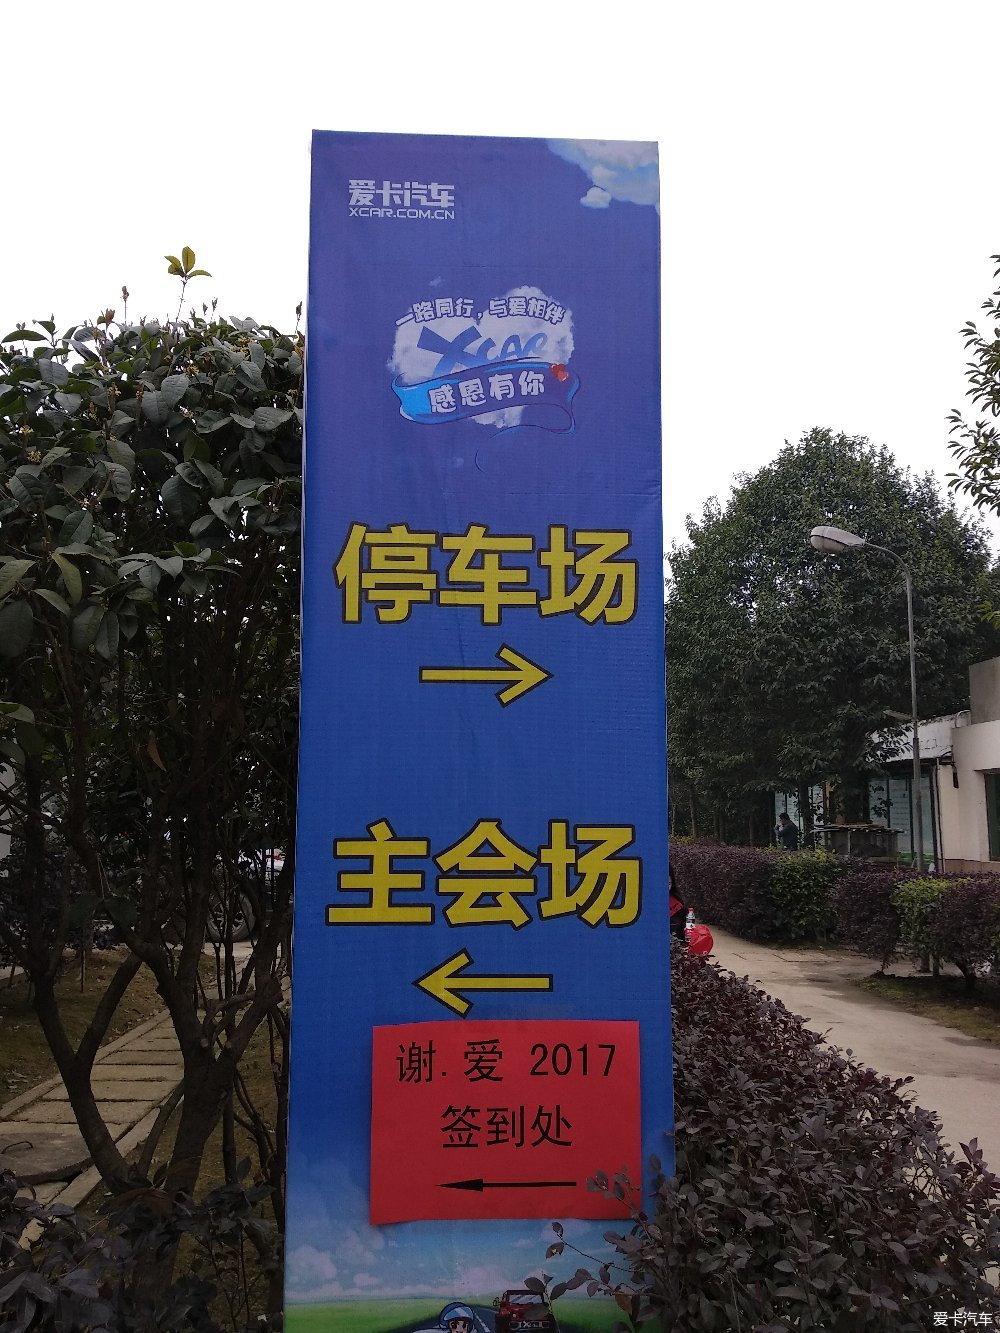 爱卡汽车
XCAR.COM.CN
一路同行，与爱相伴
Xcar
感恩有你
停车场
→
主会场
←
谢.爱 2017
签到处
←
爱卡汽车